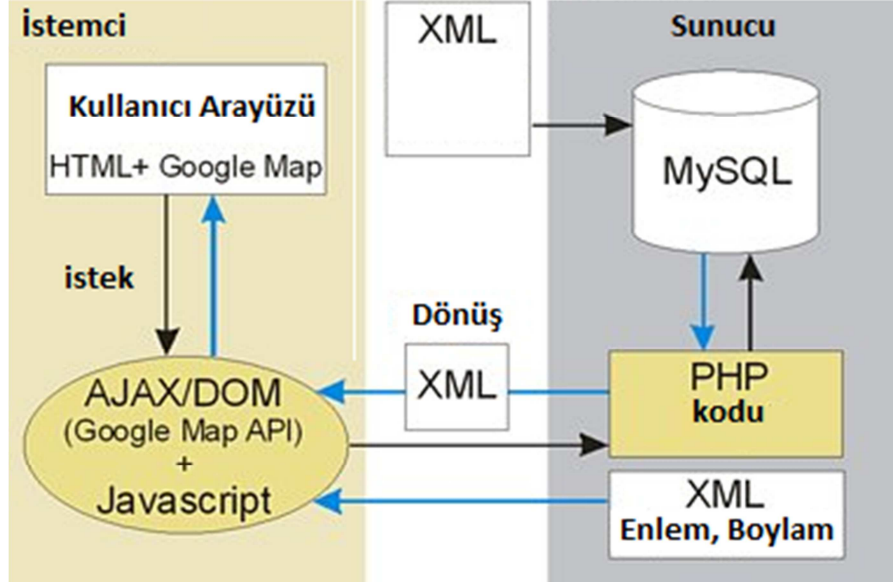 İstemci
XML
Sunucu
Kullanıcı Arayüzü
HTML+ Google Map
MySQL
istek
Dönüş
XML
AJAX/DOM
(Google Map API)
+
Javascript
PHP
kodu
XML
Enlem, Boylam